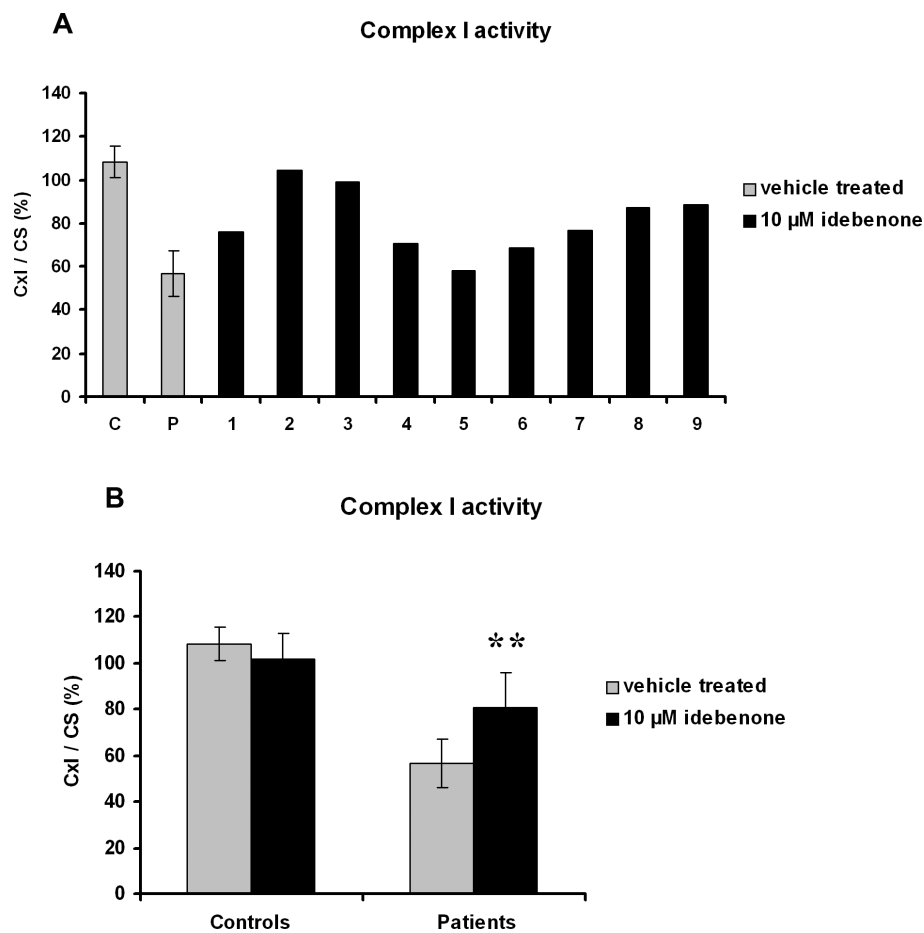 A
Complex I activity
CxI / CS (%)
140
120
100
80
60
40
20
0
C P 1 2 3 4 5 6 7 8 9
vehicle treated
10 µM idebenone
B
Complex I activity
CxI / CS (%)
140
120
100
80
60
40
20
0
**
Controls Patients
vehicle treated
10 µM idebenone